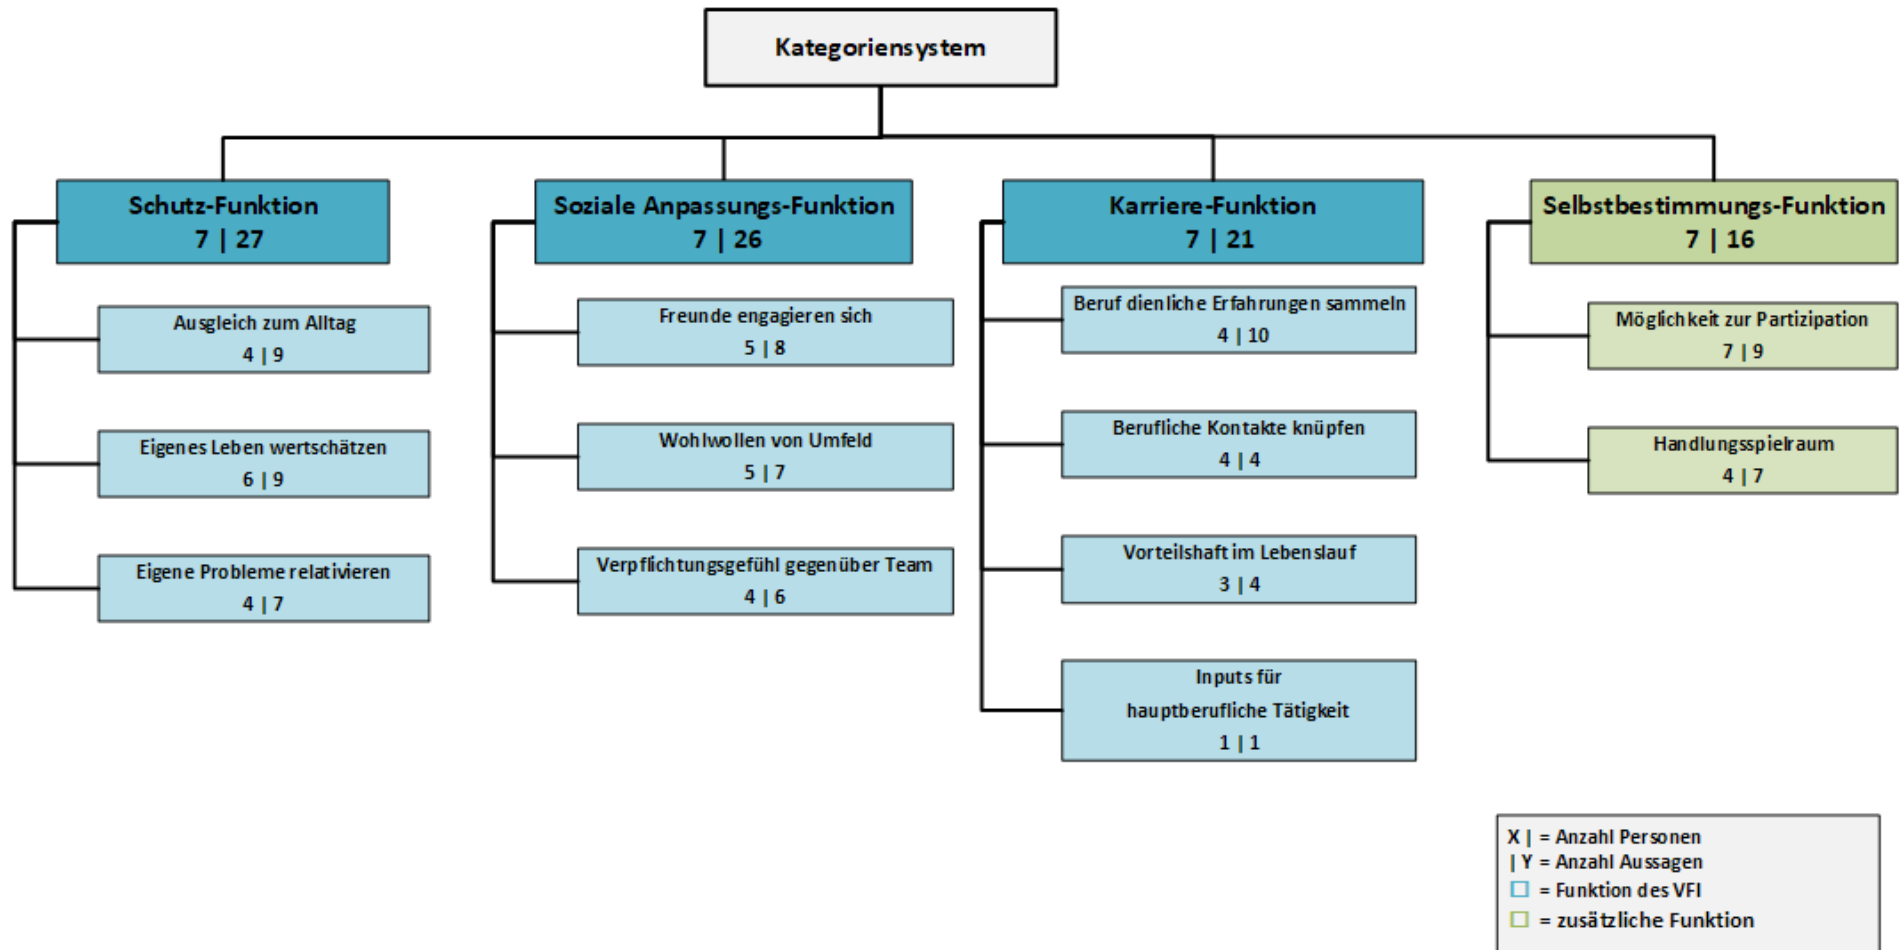 Kategoriensystem
Schutz-Funktion
7 | 27
Ausgleich zum Alltag
4 | 9
Eigenes Leben wertschätzen
6 | 9
Eigene Probleme relativieren
4 | 7
Soziale Anpassungs-Funktion
7 | 26
Freunde engagieren sich
5 | 8
Wohlwollen von Umfeld
5 | 7
Verpflichtungsgefühl gegenüber Team
4 | 6
Karriere-Funktion
7 | 21
Beruf dienliche Erfahrungen sammeln
4 | 10
Berufliche Kontakte knüpfen
4 | 4
Vorteilshaft im Lebenslauf
3 | 4
Inputs für
hauptberufliche Tätigkeit
1 | 1
Selbstbestimmungs-Funktion
7 | 16
Möglichkeit zur Partizipation
7 | 9
Handlungsspielraum
4 | 7
X | = Anzahl Personen
| Y = Anzahl Aussagen
= Funktion des VFI
= zusätzliche Funktion